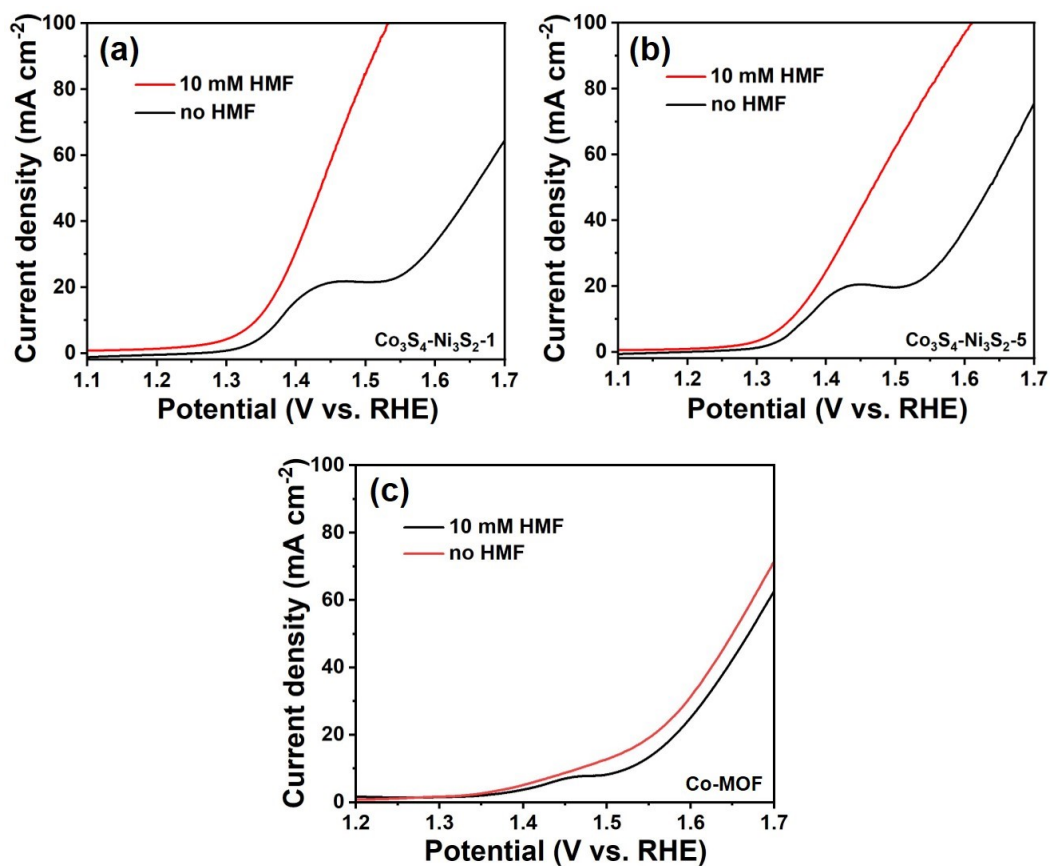 (a)
10 mM HMF
no HMF
Current density (mA cm⁻²)
100
80
60
40
20
0
Co₃S₄-Ni₃S₂-1
1.1 1.2 1.3 1.4 1.5 1.6 1.7
Potential (V vs. RHE)
(b)
10 mM HMF
no HMF
Current density (mA cm⁻²)
100
80
60
40
20
0
Co₃S₄-Ni₃S₂-5
1.1 1.2 1.3 1.4 1.5 1.6 1.7
Potential (V vs. RHE)
(c)
10 mM HMF
no HMF
Current density (mA cm⁻²)
100
80
60
40
20
0
Co-MOF
1.2 1.3 1.4 1.5 1.6 1.7
Potential (V vs. RHE)